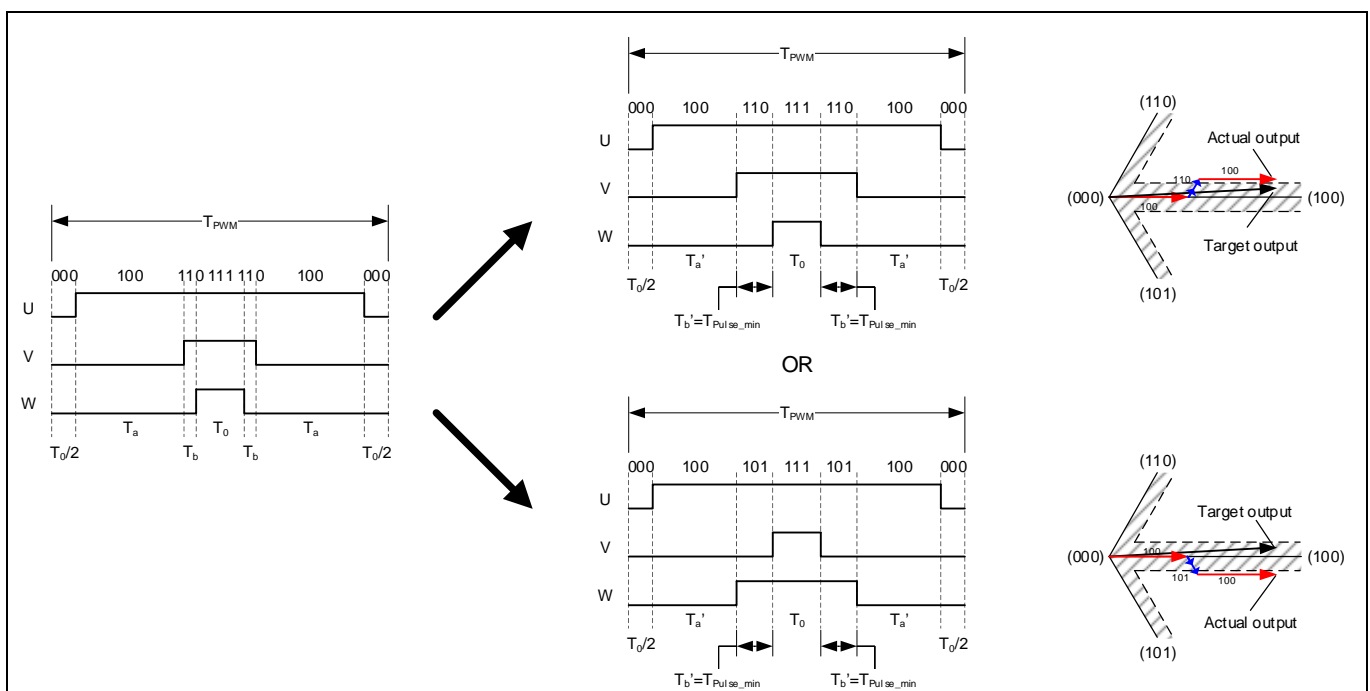 T_PWM
000 100 110 111 110 100 000
U
V
W
T_a T_0 T_a
T_0/2 T_b T_b T_0/2
T_PWM
000 100 110 111 110 100 000
U
V
W
T_a' T_0 T_a'
T_0/2 T_0/2
T_b'=T_Pulse_min T_b'=T_Pulse_min
(110)
Actual output
110 100
(000) 100 (100)
Target output
(101)
OR
T_PWM
000 100 101 111 101 100 000
U
V
W
T_a' T_0 T_a'
T_0/2 T_0/2
T_b'=T_Pulse_min T_b'=T_Pulse_min
(110)
Target output
(000) 100 (100)
101 100
Actual output
(101)